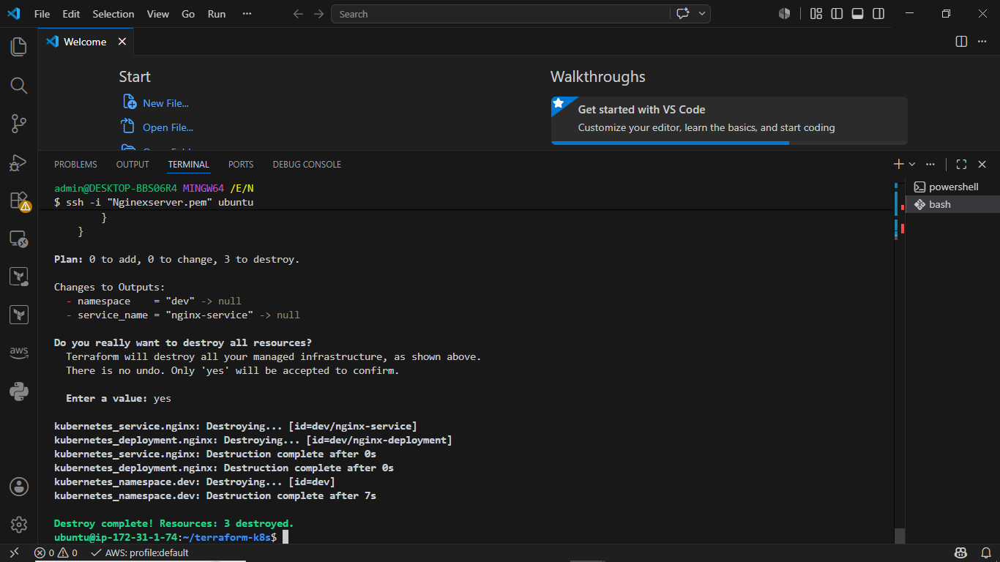 File Edit Selection View Go Run ···
Search
Welcome
Start
New File...
Open File...
Walkthroughs
Get started with VS Code
Customize your editor, learn the basics, and start coding
PROBLEMS OUTPUT TERMINAL PORTS DEBUG CONSOLE
powershell
bash
admin@DESKTOP-BBS06R4 MINGW64 /E/N
$ ssh -i "Nginexserver.pem" ubuntu
}
}
Plan: 0 to add, 0 to change, 3 to destroy.
Changes to Outputs:
- namespace    = "dev" -> null
- service_name = "nginx-service" -> null
Do you really want to destroy all resources?
Terraform will destroy all your managed infrastructure, as shown above.
There is no undo. Only 'yes' will be accepted to confirm.
Enter a value: yes
kubernetes_service.nginx: Destroying... [id=dev/nginx-service]
kubernetes_deployment.nginx: Destroying... [id=dev/nginx-deployment]
kubernetes_service.nginx: Destruction complete after 0s
kubernetes_deployment.nginx: Destruction complete after 0s
kubernetes_namespace.dev: Destroying... [id=dev]
kubernetes_namespace.dev: Destruction complete after 7s
Destroy complete! Resources: 3 destroyed.
ubuntu@ip-172-31-1-74:~/terraform-k8s$
aws
0 0 AWS: profile:default